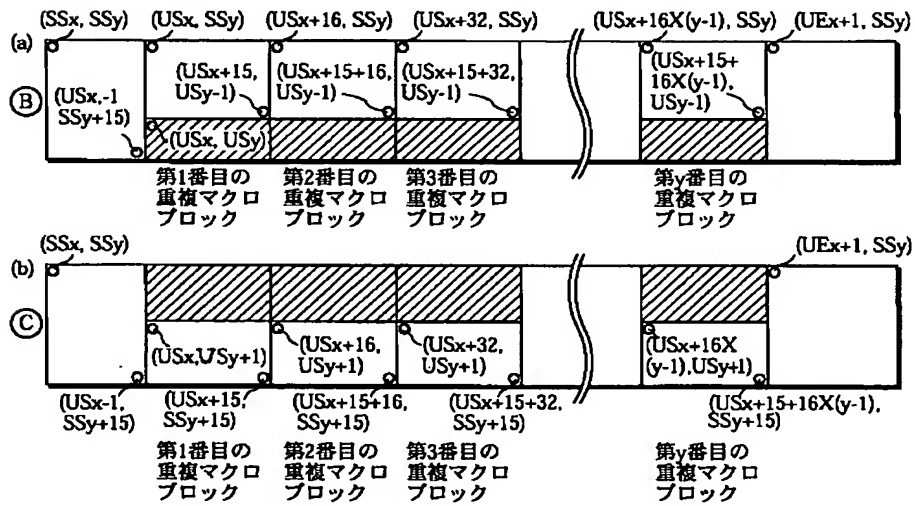 (SSx, SSy) (USx, SSy) (USx+16, SSy) (USx+32, SSy) (USx+16X(y-1), SSy) (UEx+1, SSy)
(a)
Ⓑ
(USx,-1
SSy+15)
(USx+15,
USy-1)
(USx+15+16,
USy-1)
(USx+15+32,
USy-1)
(USx+15+
16X(y-1),
USy-1)
(USx, USy)
第1番目の
重複マクロ
ブロック
第2番目の
重複マクロ
ブロック
第3番目の
重複マクロ
ブロック
第y番目の
重複マクロ
ブロック
(SSx, SSy) (UEx+1, SSy)
(b)
Ⓒ
(USx,USy+1)
(USx+16,
USy+1)
(USx+32,
USy+1)
(USx+16X
(y-1),USy+1)
(USx-1,
SSy+15)
(USx+15,
SSy+15)
(USx+15+16,
SSy+15)
(USx+15+32,
SSy+15)
(USx+15+16X(y-1),
SSy+15)
第1番目の
重複マクロ
ブロック
第2番目の
重複マクロ
ブロック
第3番目の
重複マクロ
ブロック
第y番目の
重複マクロ
ブロック